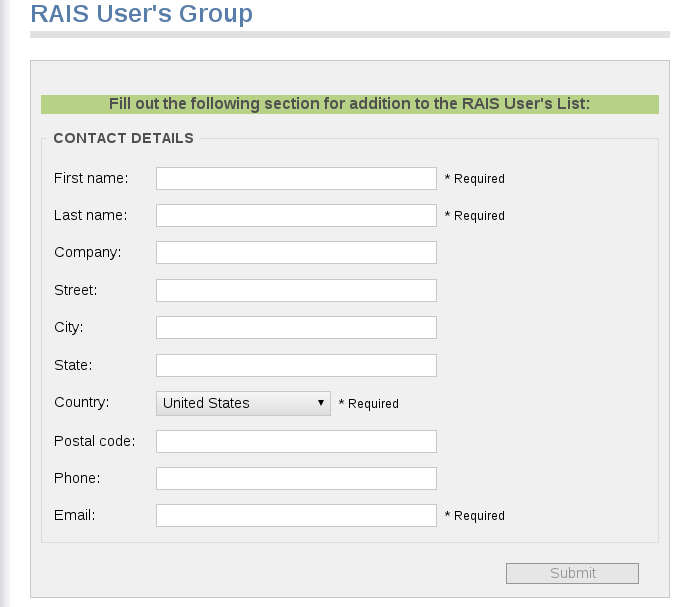 RAIS User's Group
Fill out the following section for addition to the RAIS User's List:
CONTACT DETAILS
First name: * Required
Last name: * Required
Company:
Street:
City:
State:
Country: United States * Required
Postal code:
Phone:
Email: * Required
Submit